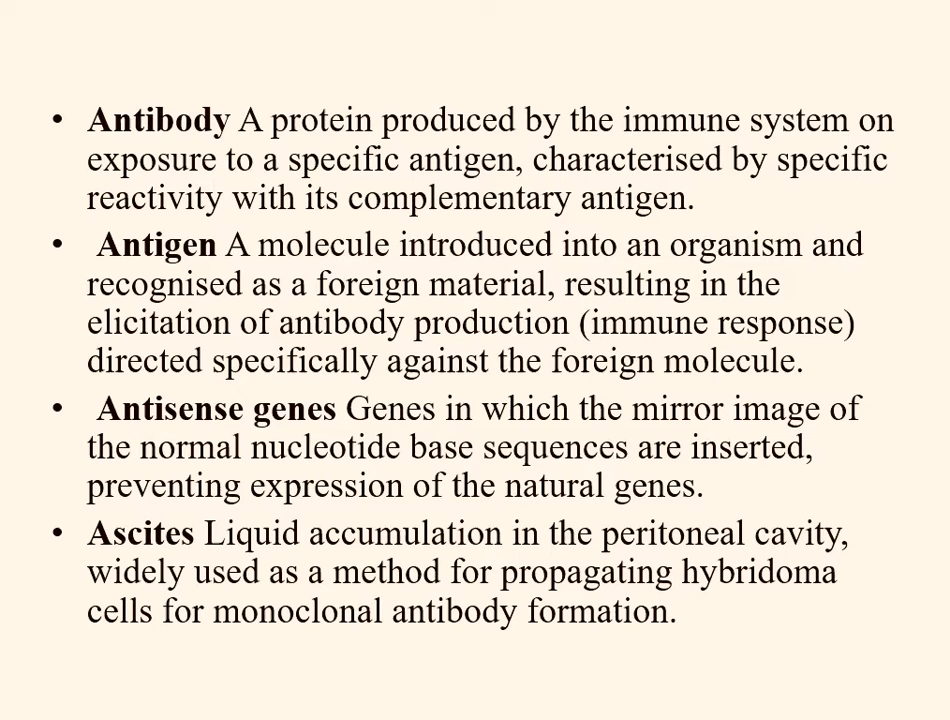 • Antibody A protein produced by the immune system on
exposure to a specific antigen, characterised by specific
reactivity with its complementary antigen.
• Antigen A molecule introduced into an organism and
recognised as a foreign material, resulting in the
elicitation of antibody production (immune response)
directed specifically against the foreign molecule.
• Antisense genes Genes in which the mirror image of
the normal nucleotide base sequences are inserted,
preventing expression of the natural genes.
• Ascites Liquid accumulation in the peritoneal cavity,
widely used as a method for propagating hybridoma
cells for monoclonal antibody formation.